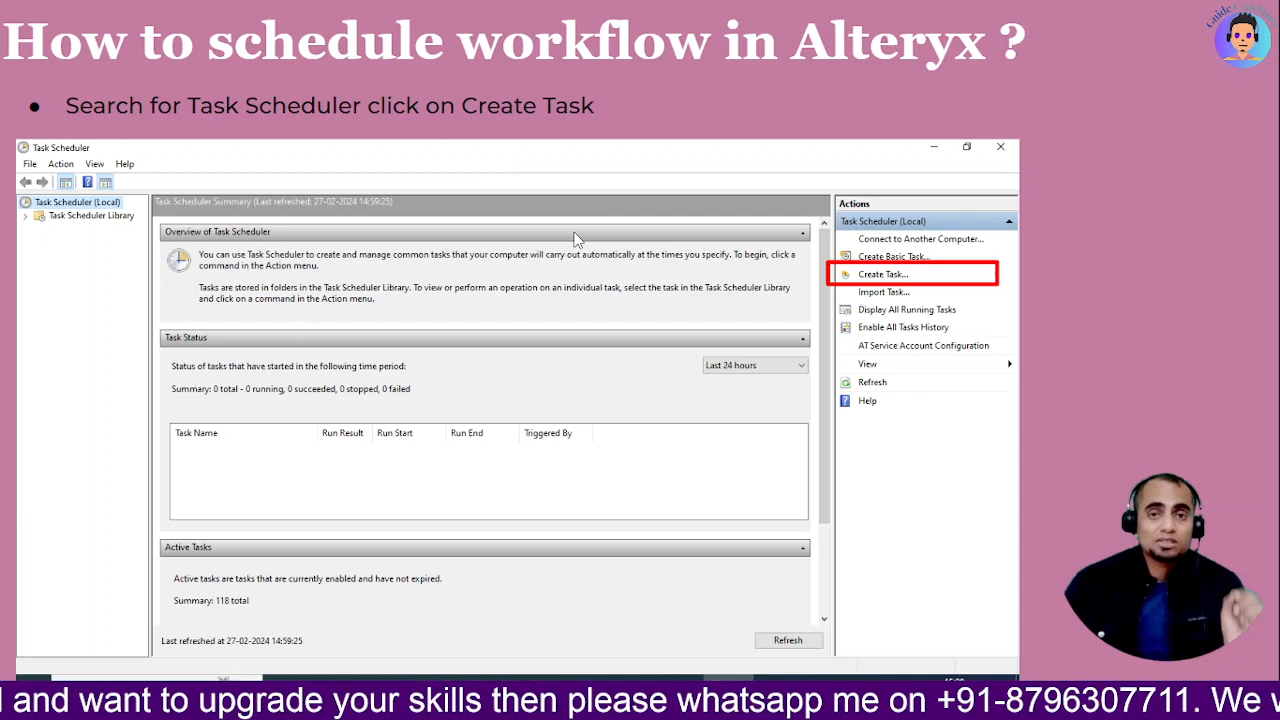 How to schedule workflow in Alteryx ?
● Search for Task Scheduler click on Create Task
Task Scheduler
File Action View Help
Task Scheduler (Local)
Task Scheduler Library
Task Scheduler Summary (Last refreshed: 27-02-2024 14:59:25)
Overview of Task Scheduler
You can use Task Scheduler to create and manage common tasks that your computer will carry out automatically at the times you specify. To begin, click a
command in the Action menu.
Tasks are stored in folders in the Task Scheduler Library. To view or perform an operation on an individual task, select the task in the Task Scheduler Library
and click on a command in the Action menu.
Task Status
Status of tasks that have started in the following time period:
Last 24 hours
Summary: 0 total - 0 running, 0 succeeded, 0 stopped, 0 failed
Task Name Run Result Run Start Run End Triggered By
Active Tasks
Active tasks are tasks that are currently enabled and have not expired.
Summary: 118 total
Last refreshed at 27-02-2024 14:59:25
Refresh
Actions
Task Scheduler (Local)
Connect to Another Computer...
Create Basic Task...
Create Task...
Import Task...
Display All Running Tasks
Enable All Tasks History
AT Service Account Configuration
View
Refresh
Help
and want to upgrade your skills then please whatsapp me on +91-8796307711. We